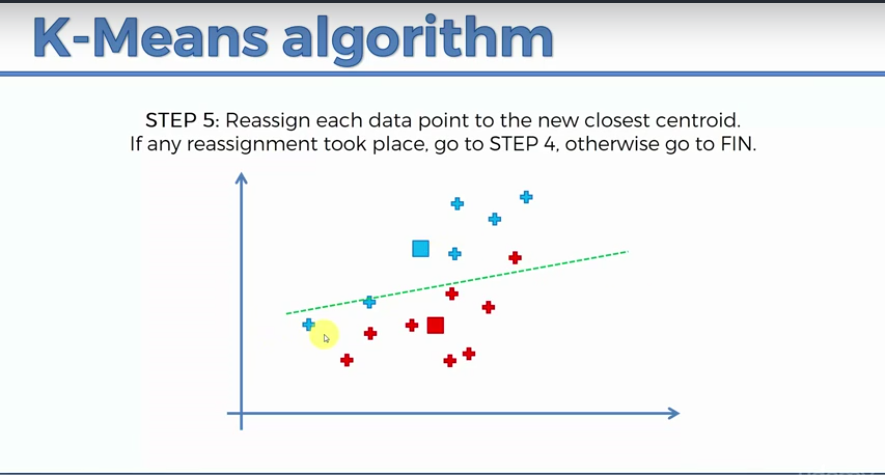 K-Means algorithm
STEP 5: Reassign each data point to the new closest centroid.
If any reassignment took place, go to STEP 4, otherwise go to FIN.